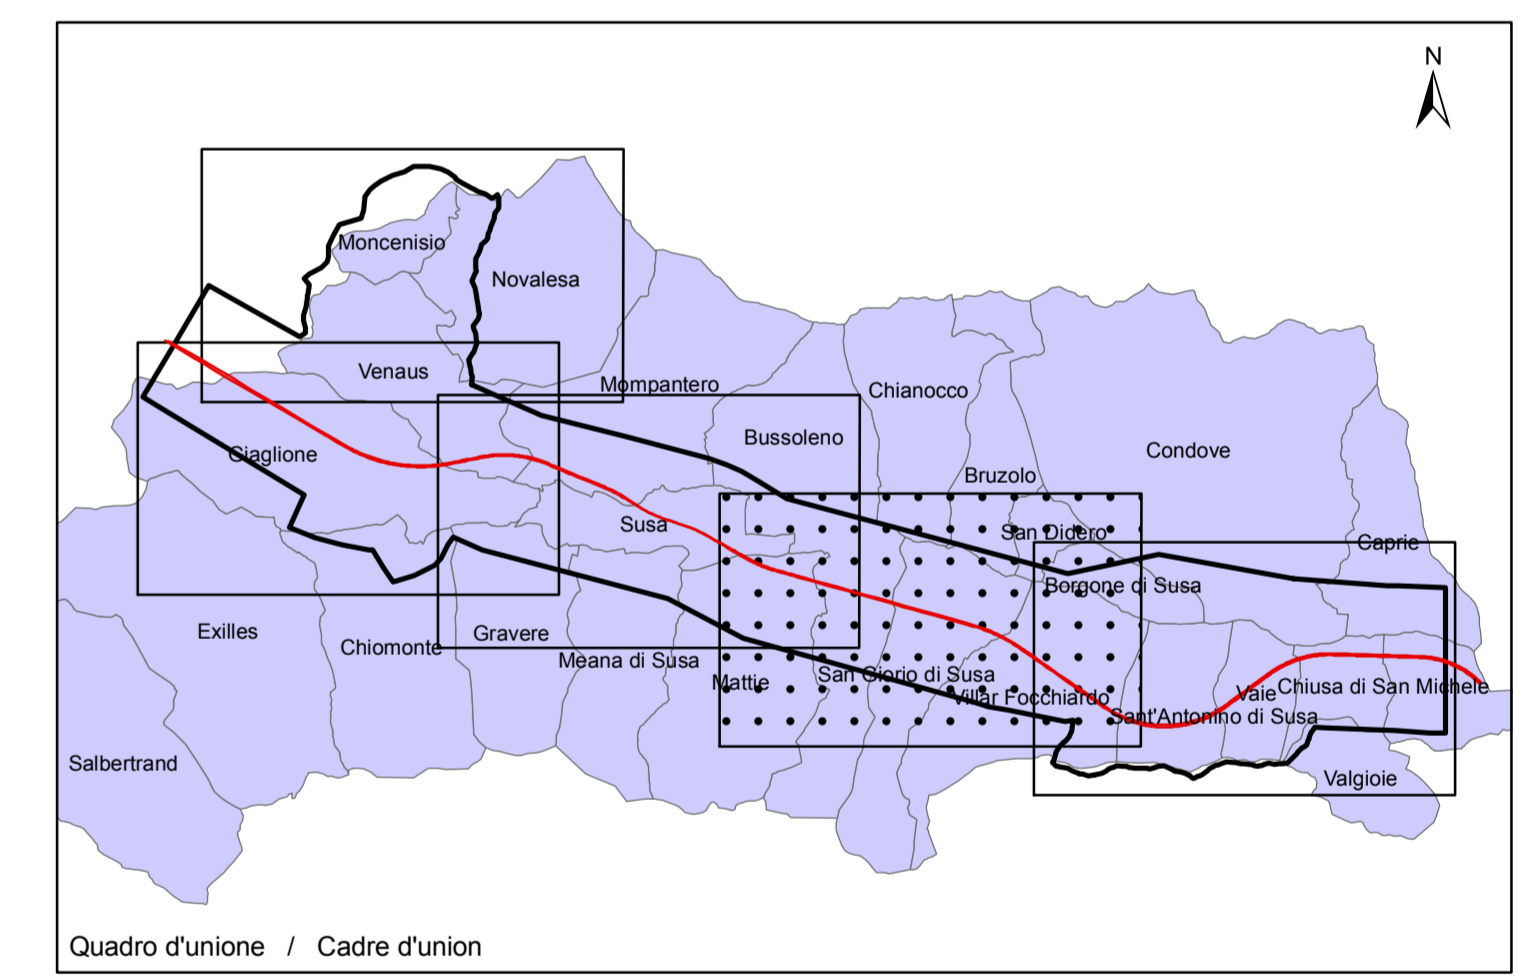 N
Moncenisio
Novalesa
Venaus
Mompantero
Chianocco
Bussoleno
Condove
Giaglione
Bruzolo
Susa
San Didero
Caprie
Borgone di Susa
Exilles
Chiomonte
Gravere
Meana di Susa
Mattie
San Giorio di Susa
Villar Focchiardo
Vaie
Chiusa di San Michele
Sant'Antonino di Susa
Salbertrand
Valgioie
Quadro d'unione / Cadre d'union